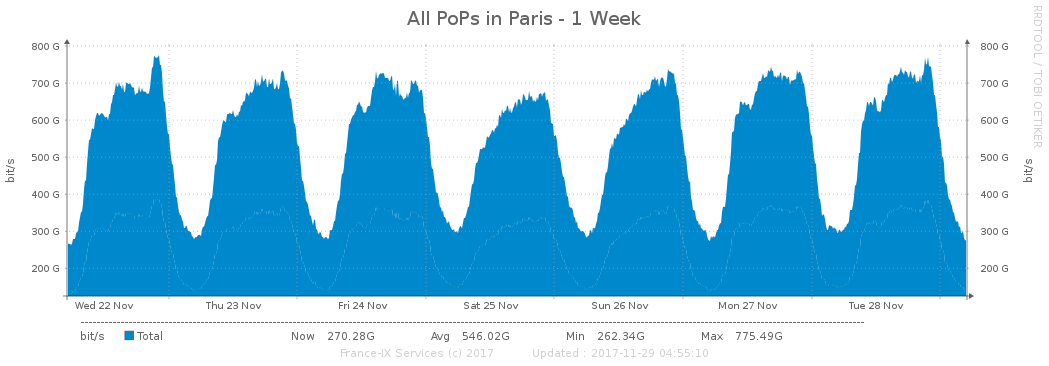 All PoPs in Paris - 1 Week
RRDTOOL / TOBI OETIKER
800 G 800 G
700 G 700 G
600 G 600 G
500 G 500 G
400 G 400 G
300 G 300 G
200 G 200 G
bit/s bit/s
Wed 22 Nov Thu 23 Nov Fri 24 Nov Sat 25 Nov Sun 26 Nov Mon 27 Nov Tue 28 Nov
bit/s Total Now 270.28G Avg 546.02G Min 262.34G Max 775.49G
France-IX Services (c) 2017 Updated : 2017-11-29 04:55:10